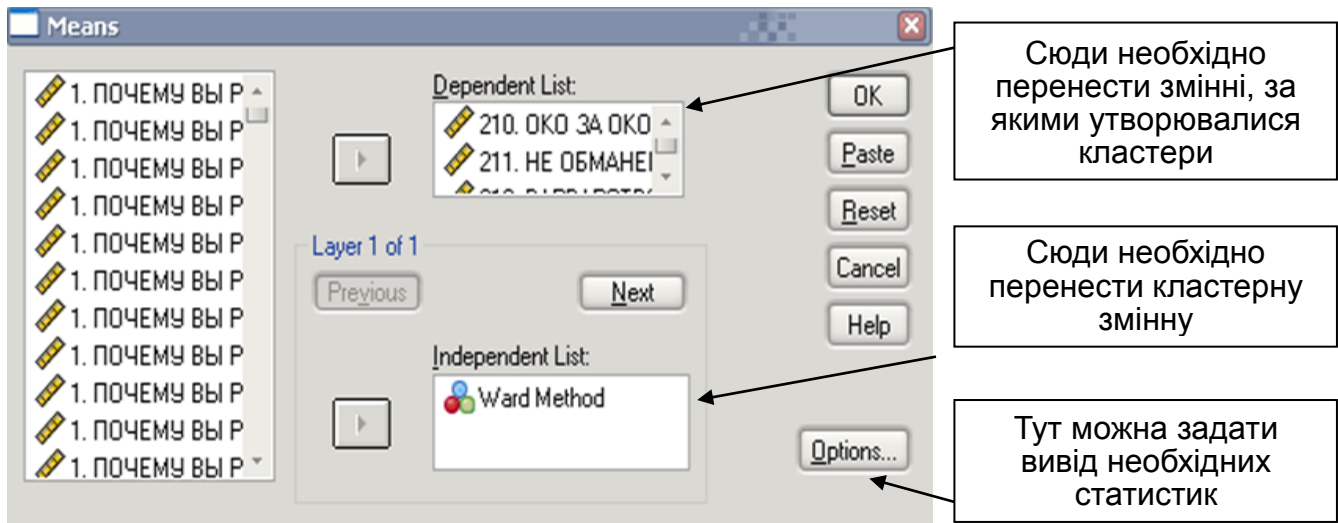 Means
1. ПОЧЕМУ ВЫ Р
1. ПОЧЕМУ ВЫ Р
1. ПОЧЕМУ ВЫ Р
1. ПОЧЕМУ ВЫ Р
1. ПОЧЕМУ ВЫ Р
1. ПОЧЕМУ ВЫ Р
1. ПОЧЕМУ ВЫ Р
1. ПОЧЕМУ ВЫ Р
1. ПОЧЕМУ ВЫ Р
1. ПОЧЕМУ ВЫ Р
1. ПОЧЕМУ ВЫ Р
Dependent List:
210. ОКО ЗА ОКО
211. НЕ ОБМАНЕ
Layer 1 of 1
Previous
Next
Independent List:
Ward Method
OK
Paste
Reset
Cancel
Help
Options...
Сюди необхідно
перенести змінні, за
якими утворювалися
кластери
Сюди необхідно
перенести кластерну
змінну
Тут можна задати
вивід необхідних
статистик